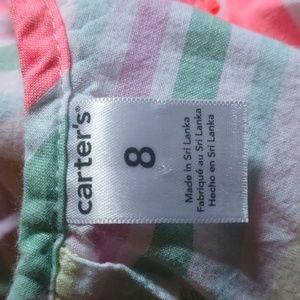 carter's®
8
Made in Sri Lanka
Fabriqué au Sri Lanka
Hecho en Sri Lanka